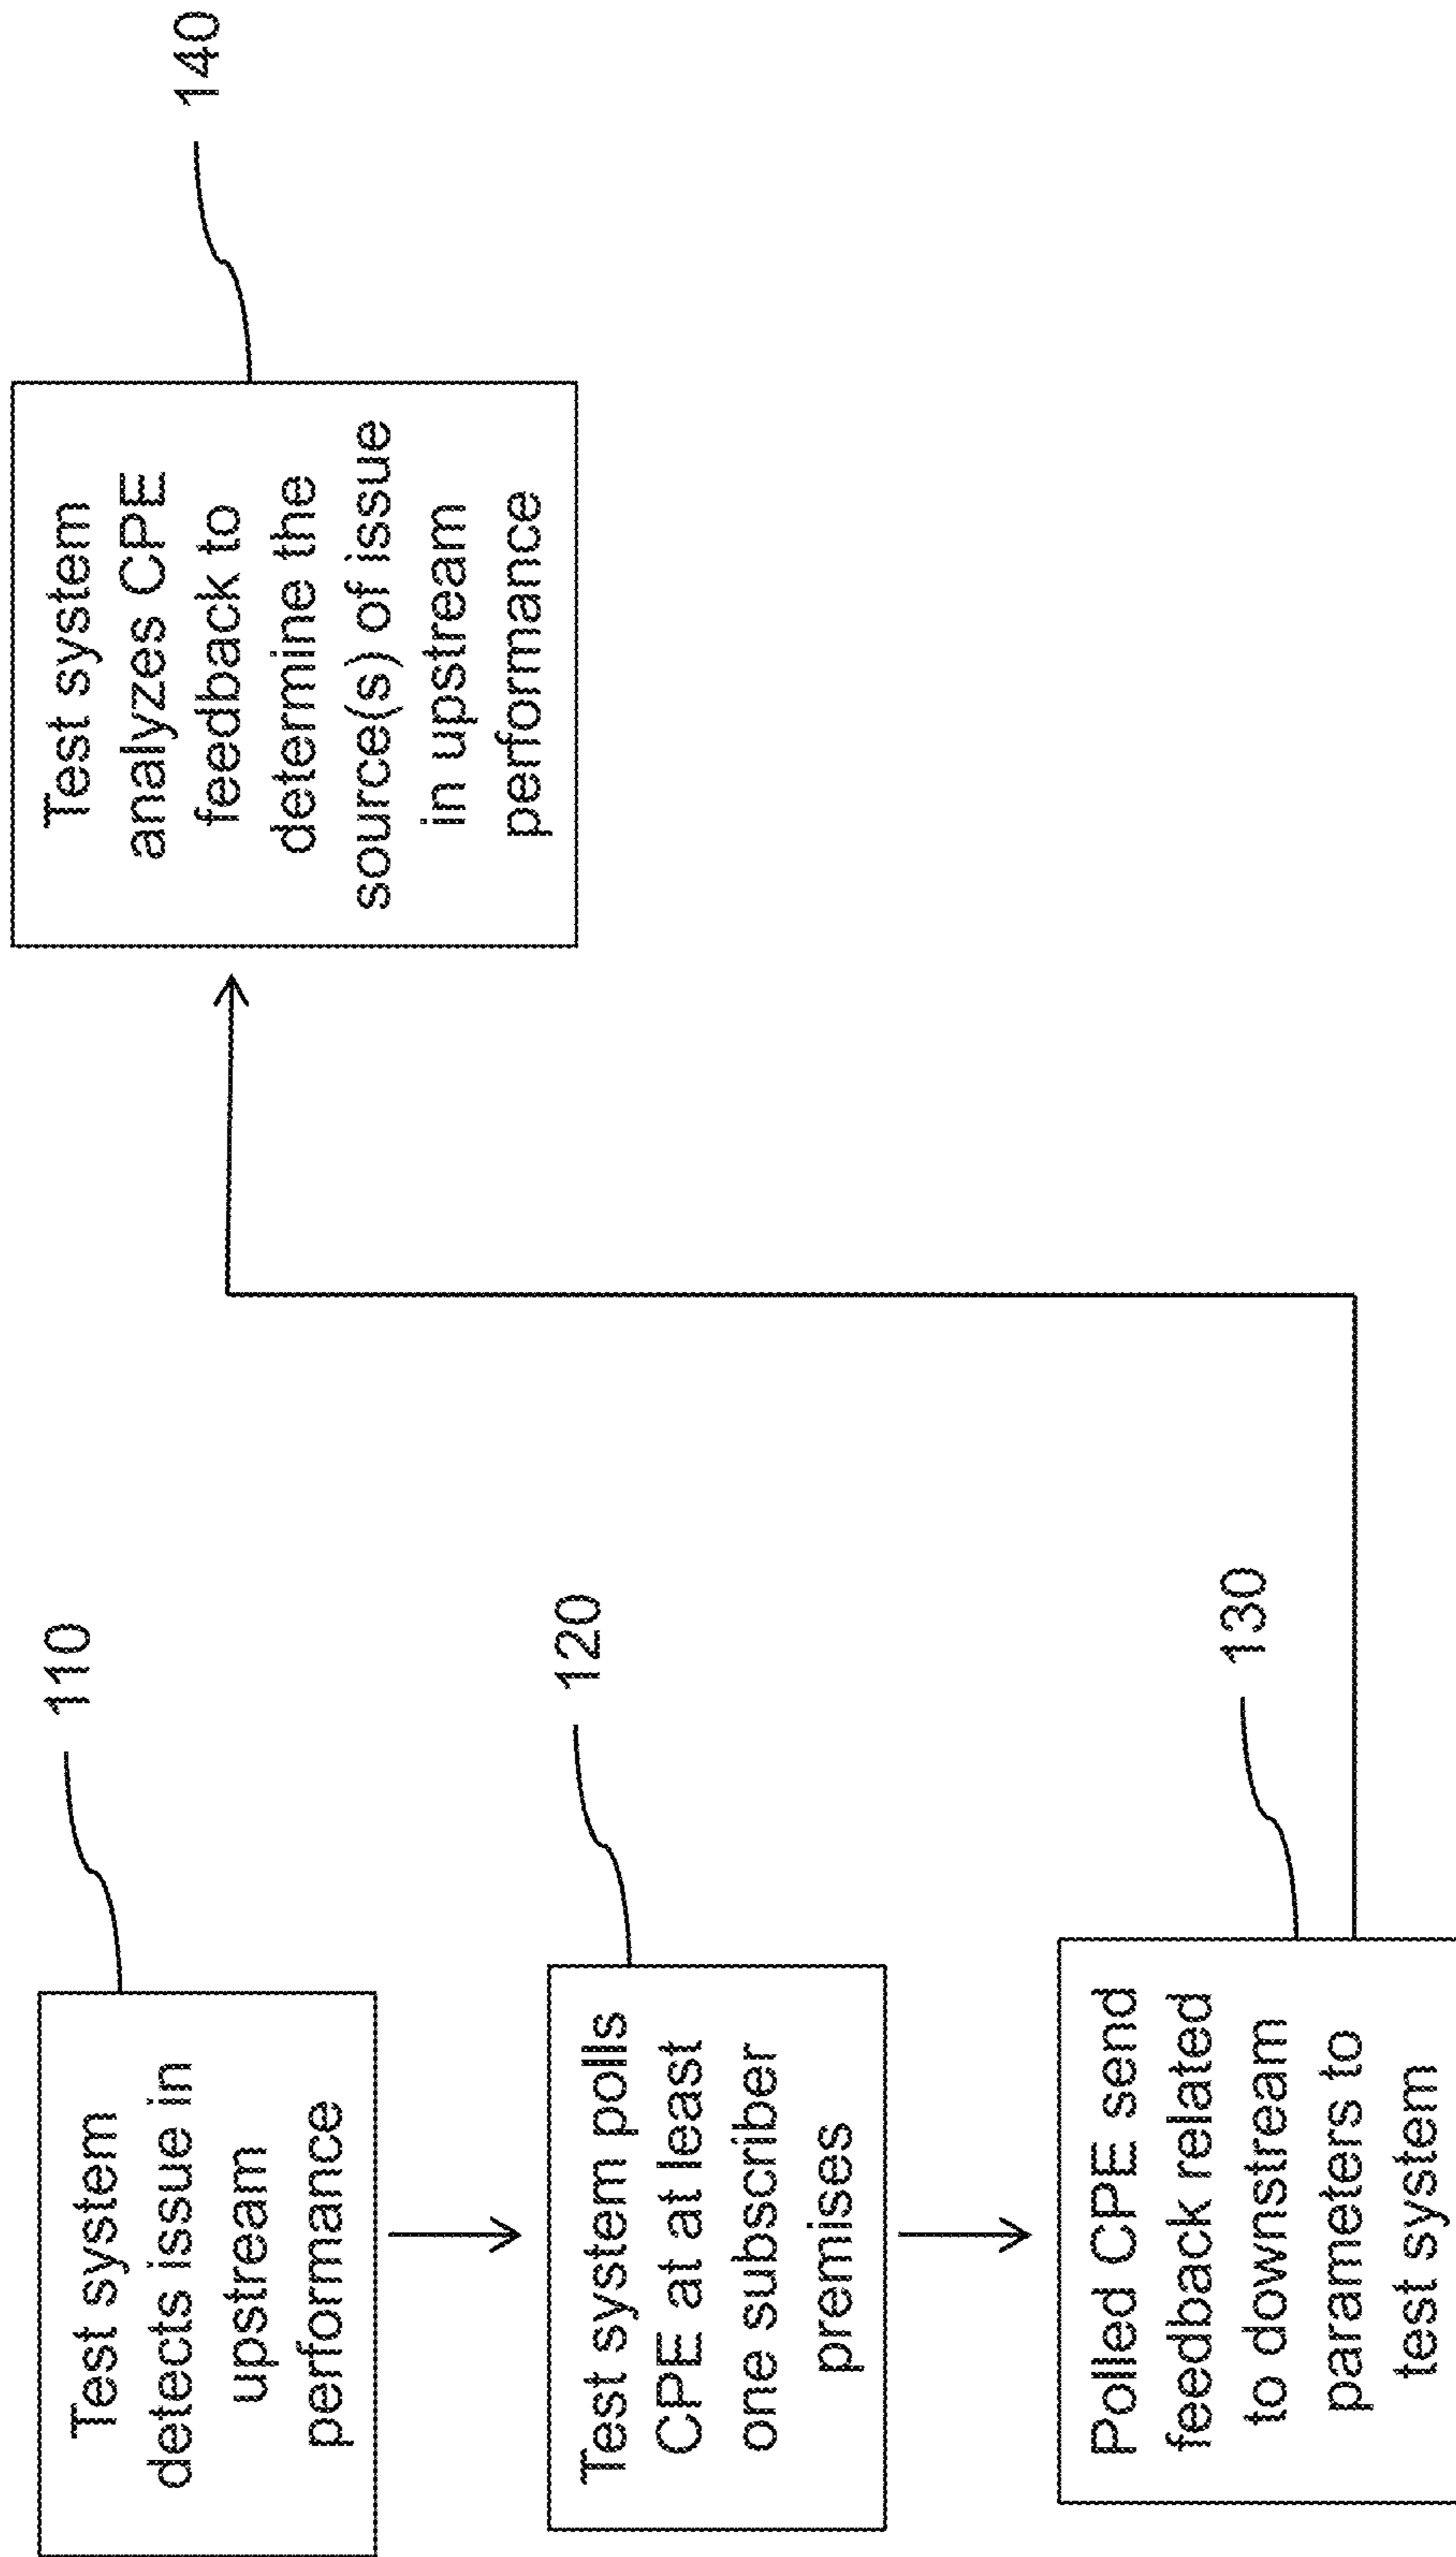 Test system
detects issue in
upstream
performance
110
Test system polls
CPE at at least
one subscriber
premises
120
Polled CPE send
feedback related
to downstream
parameters to
test system
130
Test system
analyzes CPE
feedback to
determine the
source(s) of issue
in upstream
performance
140